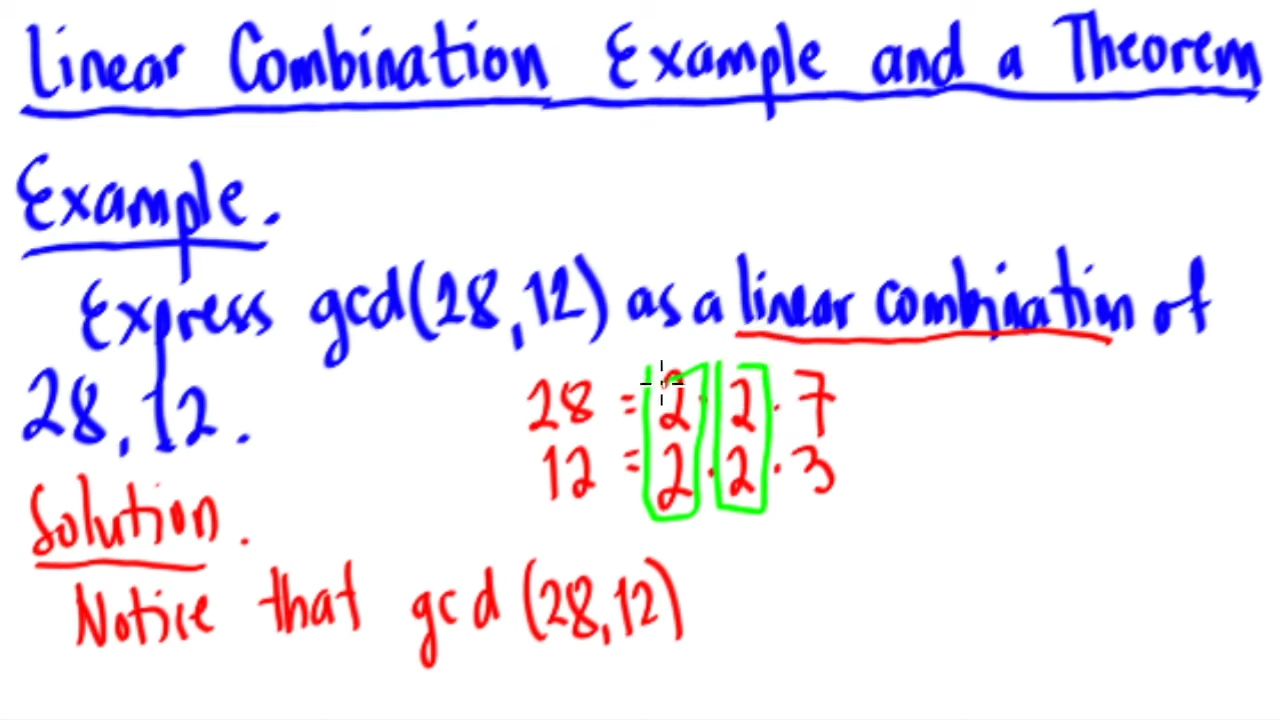 Linear Combination Example and a Theorem
Example.
Express gcd(28,12) as a linear combination of
28,12.
28 = 2 · 2 · 7
12 = 2 · 2 · 3
Solution.
Notice that gcd (28,12)